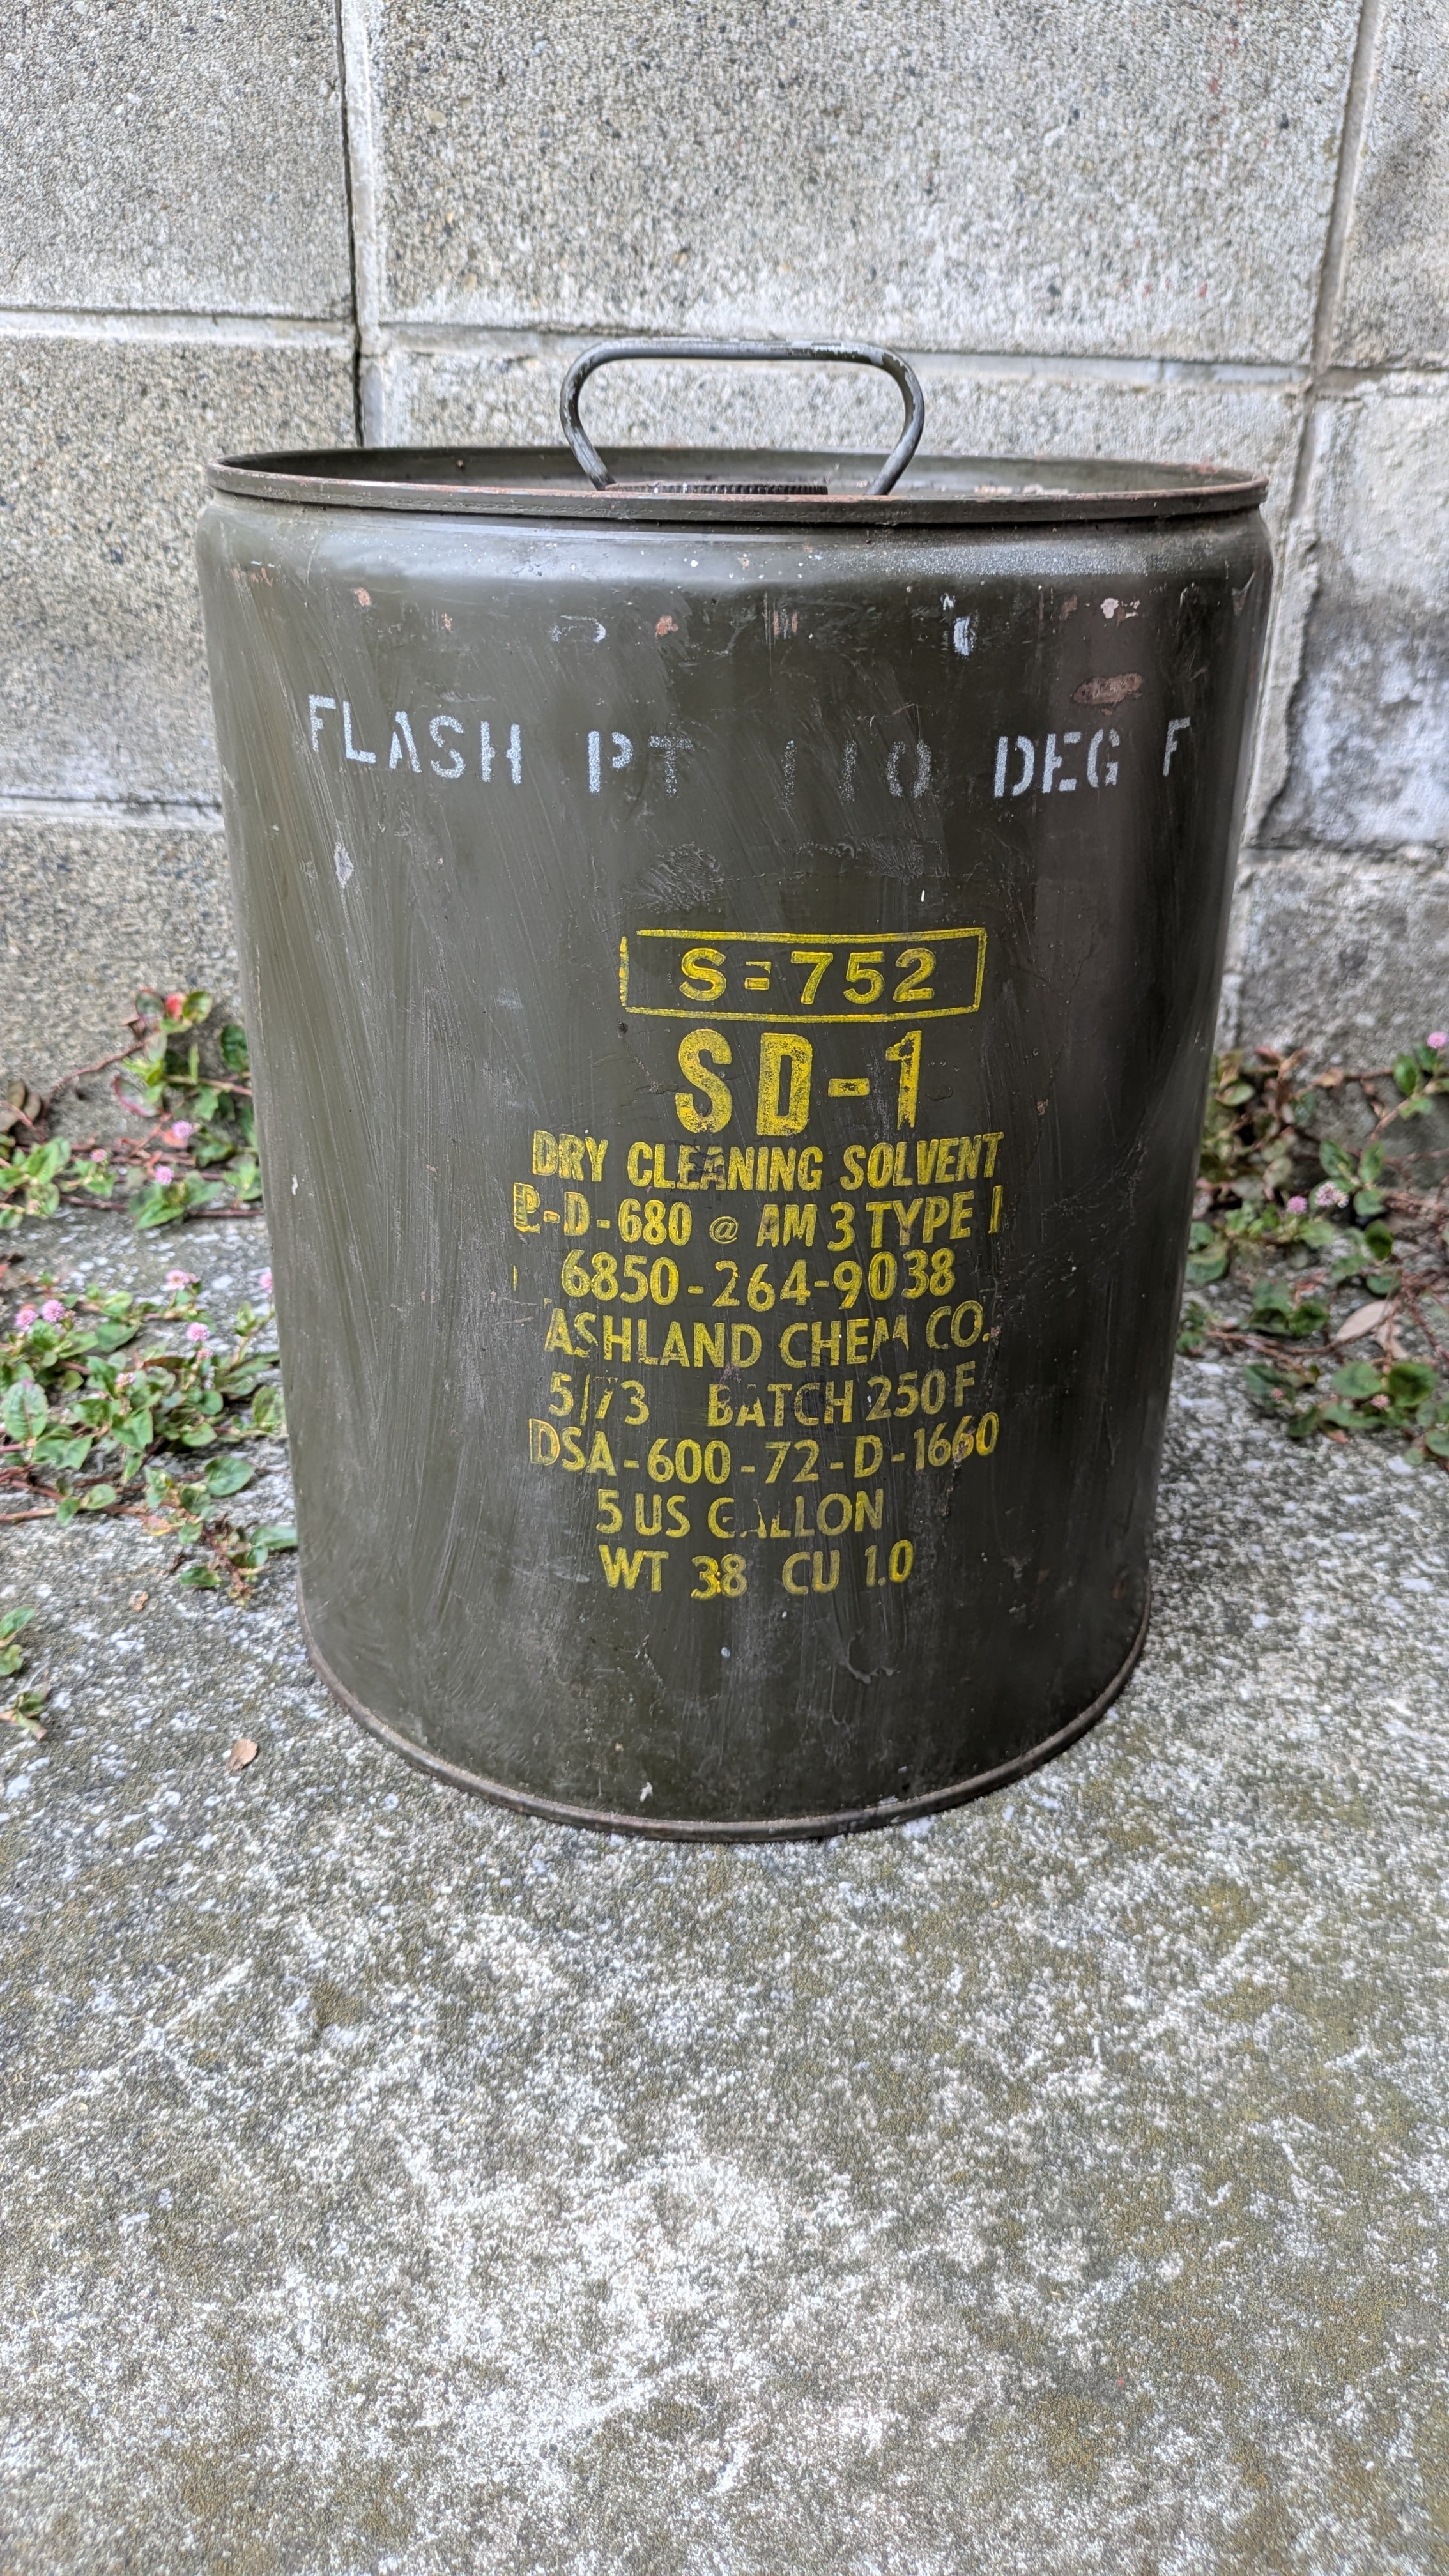 FLASH PT 110 DEG F
S-752
SD-1
DRY CLEANING SOLVENT
P-D-680 @ AM 3 TYPE I
6850-264-9038
ASHLAND CHEM CO.
5/73 BATCH 250F
DSA-600-72-D-1660
5 US GALLON
WT 38 CU 1.0